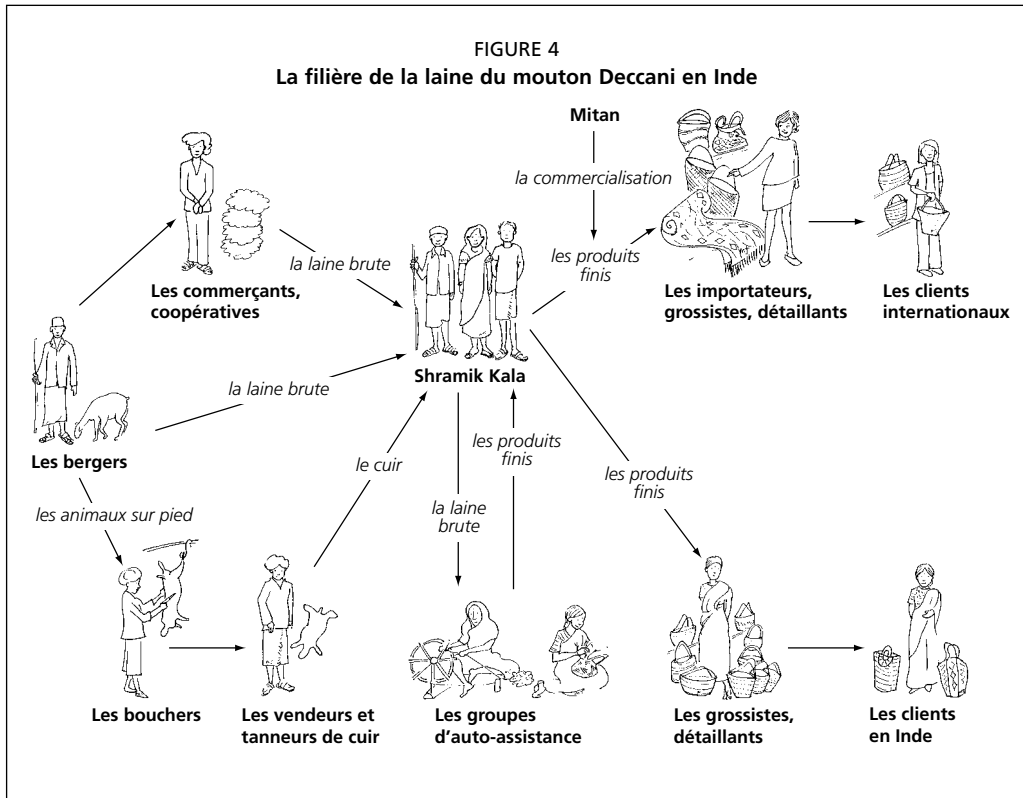 FIGURE 4
La filière de la laine du mouton Deccani en Inde
Mitan
la commercialisation
la laine brute
les produits
finis
Les commerçants,
coopératives
Les importateurs,
grossistes, détaillants
Les clients
internationaux
Shramik Kala
la laine brute
Les bergers
les produits
finis
le cuir
les produits
finis
les animaux sur pied
la laine
brute
Les bouchers
Les vendeurs et
tanneurs de cuir
Les groupes
d'auto-assistance
Les grossistes,
détaillants
Les clients
en Inde